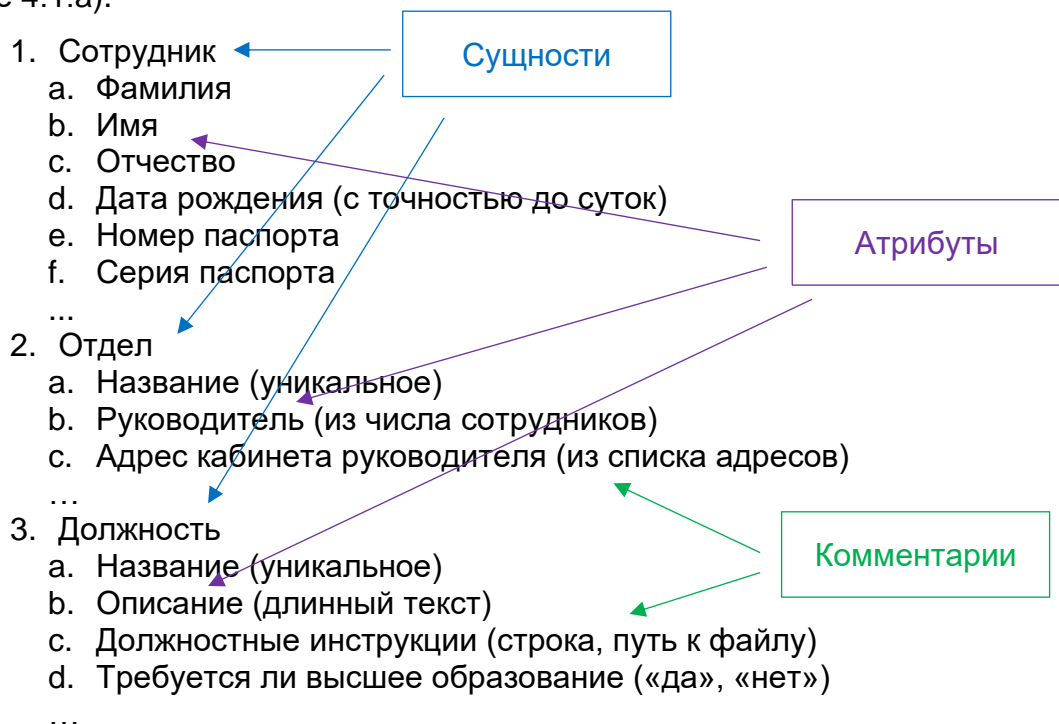 с 4.1.а).
1. Сотрудник
Сущности
a. Фамилия
b. Имя
c. Отчество
d. Дата рождения (с точностью до суток)
e. Номер паспорта
Атрибуты
f. Серия паспорта
...
2. Отдел
a. Название (уникальное)
b. Руководитель (из числа сотрудников)
c. Адрес кабинета руководителя (из списка адресов)
…
3. Должность
Комментарии
a. Название (уникальное)
b. Описание (длинный текст)
c. Должностные инструкции (строка, путь к файлу)
d. Требуется ли высшее образование («да», «нет»)
…